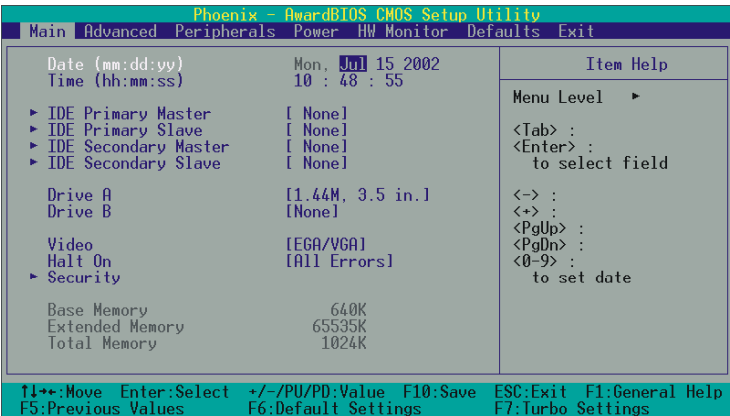 Phoenix - AwardBIOS CMOS Setup Utility
Main Advanced Peripherals Power HW Monitor Defaults Exit
Date (mm:dd:yy) Mon, Jul 15 2002
Time (hh:mm:ss) 10 : 48 : 55
► IDE Primary Master [ None]
► IDE Primary Slave [ None]
► IDE Secondary Master [ None]
► IDE Secondary Slave [ None]
Drive A [1.44M, 3.5 in.]
Drive B [None]
Video [EGA/VGA]
Halt On [All Errors]
► Security
Base Memory 640K
Extended Memory 65535K
Total Memory 1024K
Item Help
Menu Level ►
<Tab> :
<Enter> :
to select field
<-> :
<+> :
<PgUp> :
<PgDn> :
<0-9> :
to set date
↑↓→←:Move Enter:Select +/-/PU/PD:Value F10:Save ESC:Exit F1:General Help
F5:Previous Values F6:Default Settings F7:Turbo Settings